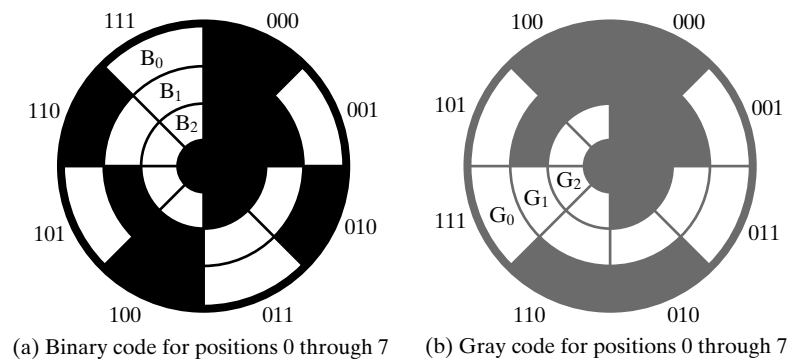 111
000
B0
B1
B2
110
001
101
010
100
011
100
000
101
001
G2
G1
G0
111
011
110
010
(a) Binary code for positions 0 through 7
(b) Gray code for positions 0 through 7